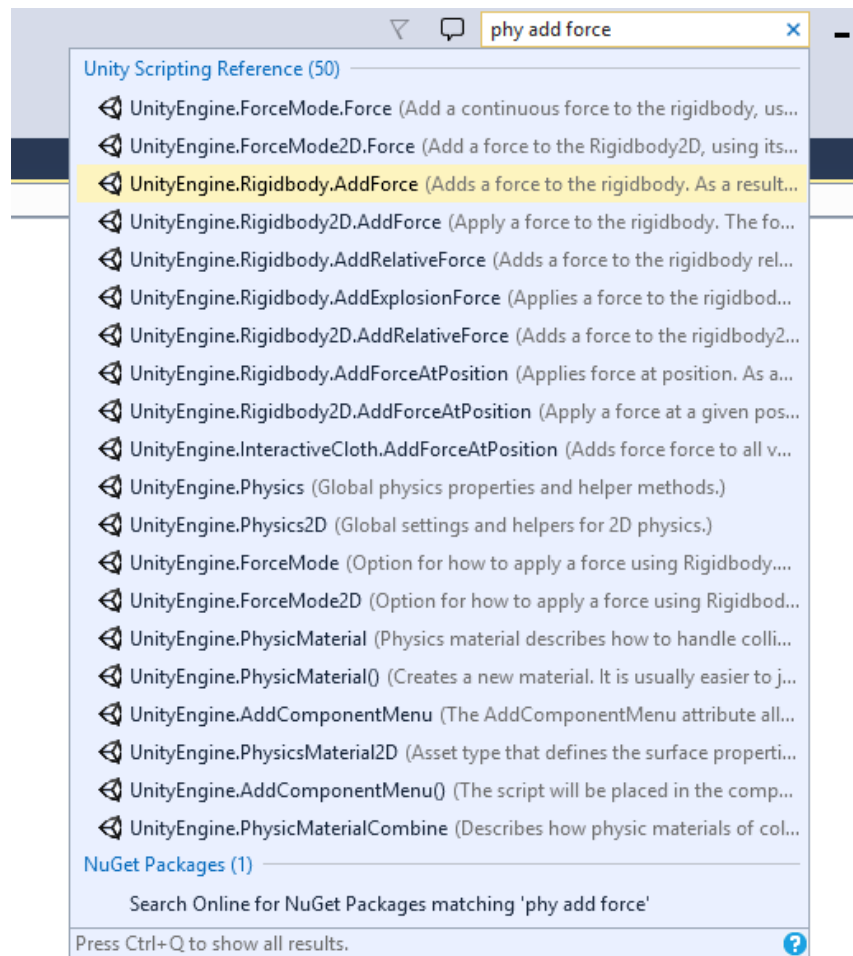 phy add force
Unity Scripting Reference (50)
UnityEngine.ForceMode.Force (Add a continuous force to the rigidbody, us...
UnityEngine.ForceMode2D.Force (Add a force to the Rigidbody2D, using its...
UnityEngine.Rigidbody.AddForce (Adds a force to the rigidbody. As a result...
UnityEngine.Rigidbody2D.AddForce (Apply a force to the rigidbody. The fo...
UnityEngine.Rigidbody.AddRelativeForce (Adds a force to the rigidbody rel...
UnityEngine.Rigidbody.AddExplosionForce (Applies a force to the rigidbod...
UnityEngine.Rigidbody2D.AddRelativeForce (Adds a force to the rigidbody2...
UnityEngine.Rigidbody.AddForceAtPosition (Applies force at position. As a...
UnityEngine.Rigidbody2D.AddForceAtPosition (Apply a force at a given pos...
UnityEngine.InteractiveCloth.AddForceAtPosition (Adds force force to all v...
UnityEngine.Physics (Global physics properties and helper methods.)
UnityEngine.Physics2D (Global settings and helpers for 2D physics.)
UnityEngine.ForceMode (Option for how to apply a force using Rigidbody....
UnityEngine.ForceMode2D (Option for how to apply a force using Rigidbod...
UnityEngine.PhysicMaterial (Physics material describes how to handle colli...
UnityEngine.PhysicMaterial() (Creates a new material. It is usually easier to j...
UnityEngine.AddComponentMenu (The AddComponentMenu attribute all...
UnityEngine.PhysicsMaterial2D (Asset type that defines the surface properti...
UnityEngine.AddComponentMenu() (The script will be placed in the comp...
UnityEngine.PhysicMaterialCombine (Describes how physic materials of col...
NuGet Packages (1)
Search Online for NuGet Packages matching 'phy add force'
Press Ctrl+Q to show all results.